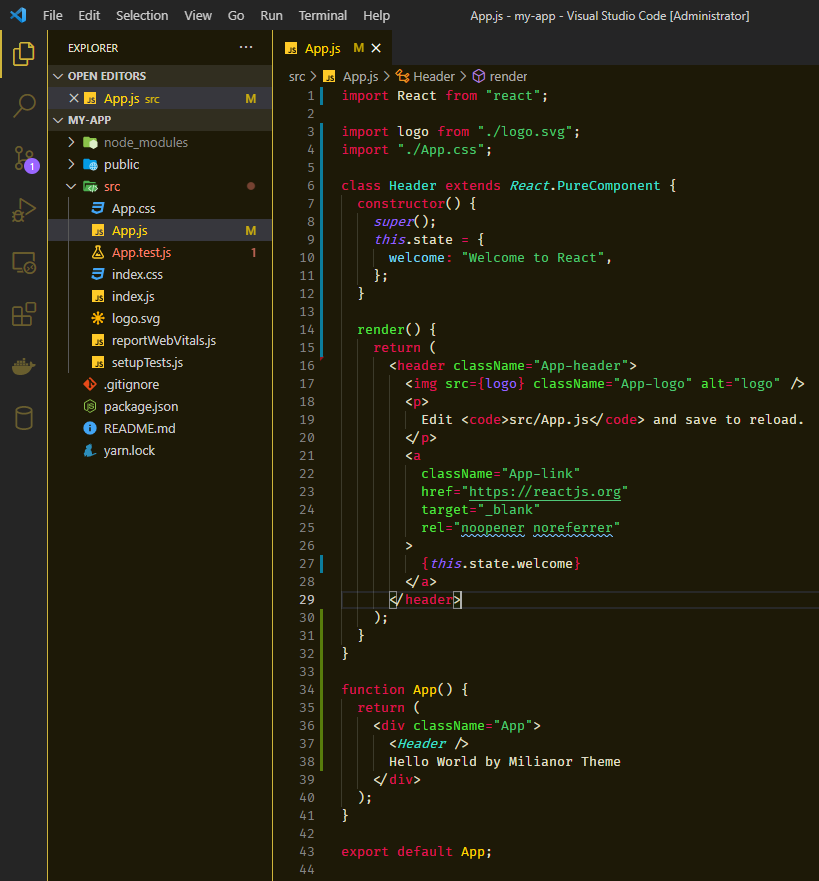 File Edit Selection View Go Run Terminal Help App.js - my-app - Visual Studio Code [Administrator]
EXPLORER ···
OPEN EDITORS
JS App.js src M
MY-APP
node_modules
public
src
App.css
JS App.js M
App.test.js 1
index.css
JS index.js
logo.svg
JS reportWebVitals.js
JS setupTests.js
.gitignore
package.json
README.md
yarn.lock
1
JS App.js M
src > JS App.js > Header > render
1 import React from "react";
2
3 import logo from "./logo.svg";
4 import "./App.css";
5
6 class Header extends React.PureComponent {
7   constructor() {
8     super();
9     this.state = {
10       welcome: "Welcome to React",
11     };
12   }
13
14   render() {
15     return (
16       <header className="App-header">
17         <img src={logo} className="App-logo" alt="logo" />
18         <p>
19           Edit <code>src/App.js</code> and save to reload.
20         </p>
21         <a
22           className="App-link"
23           href="https://reactjs.org"
24           target="_blank"
25           rel="noopener noreferrer"
26         >
27           {this.state.welcome}
28         </a>
29       </header>
30     );
31   }
32 }
33
34 function App() {
35   return (
36     <div className="App">
37       <Header />
38       Hello World by Milianor Theme
39     </div>
40   );
41 }
42
43 export default App;
44